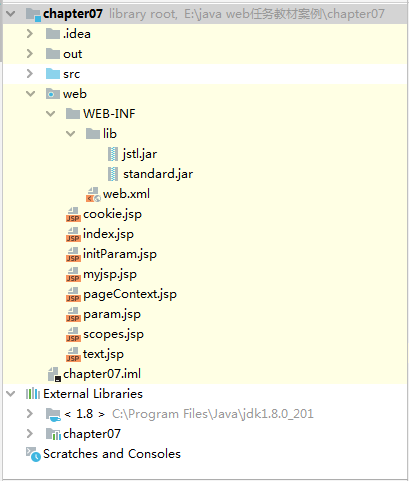 chapter07 library root, E:\java web任务教材案例\chapter07
.idea
out
src
web
WEB-INF
lib
jstl.jar
standard.jar
web.xml
cookie.jsp
index.jsp
initParam.jsp
myjsp.jsp
pageContext.jsp
param.jsp
scopes.jsp
text.jsp
chapter07.iml
External Libraries
< 1.8 > C:\Program Files\Java\jdk1.8.0_201
chapter07
Scratches and Consoles